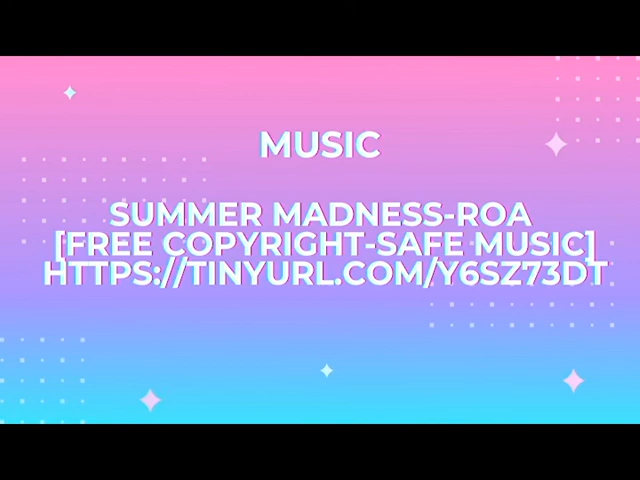 MUSIC
SUMMER MADNESS-ROA
[FREE COPYRIGHT-SAFE MUSIC]
HTTPS://TINYURL.COM/Y6SZ73DT